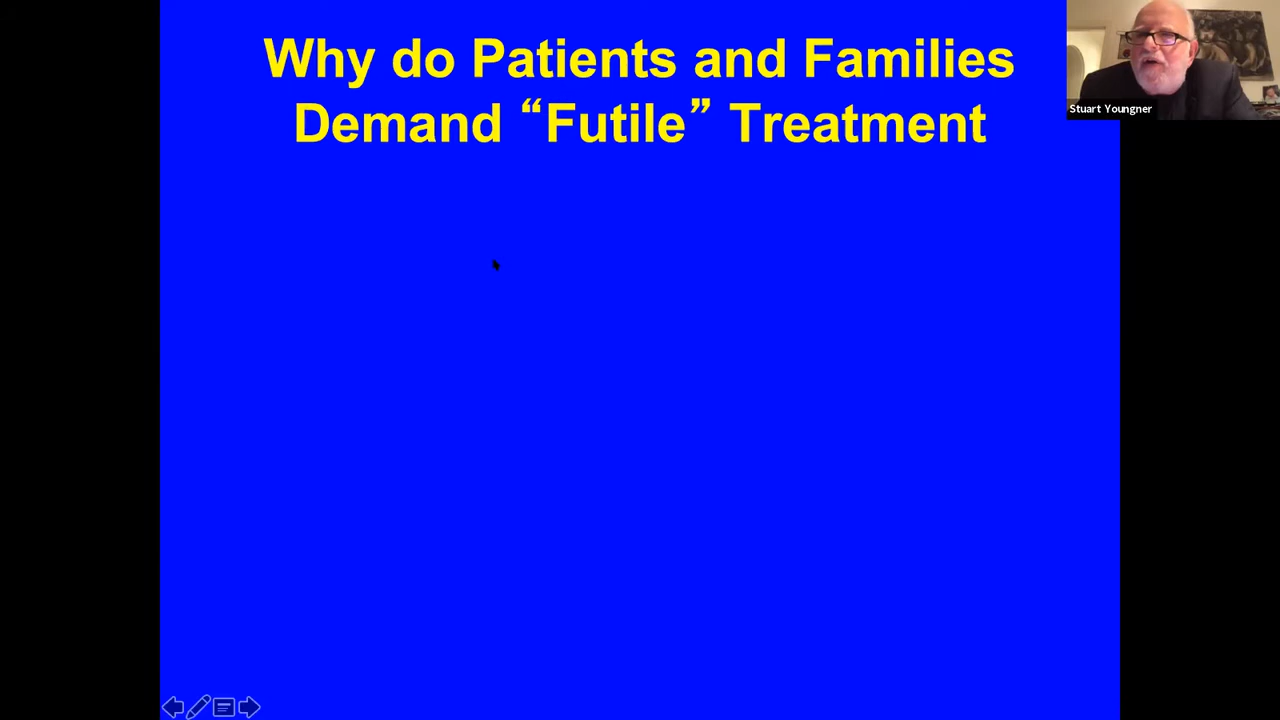 Why do Patients and Families
Demand “Futile” Treatment
Stuart Youngner